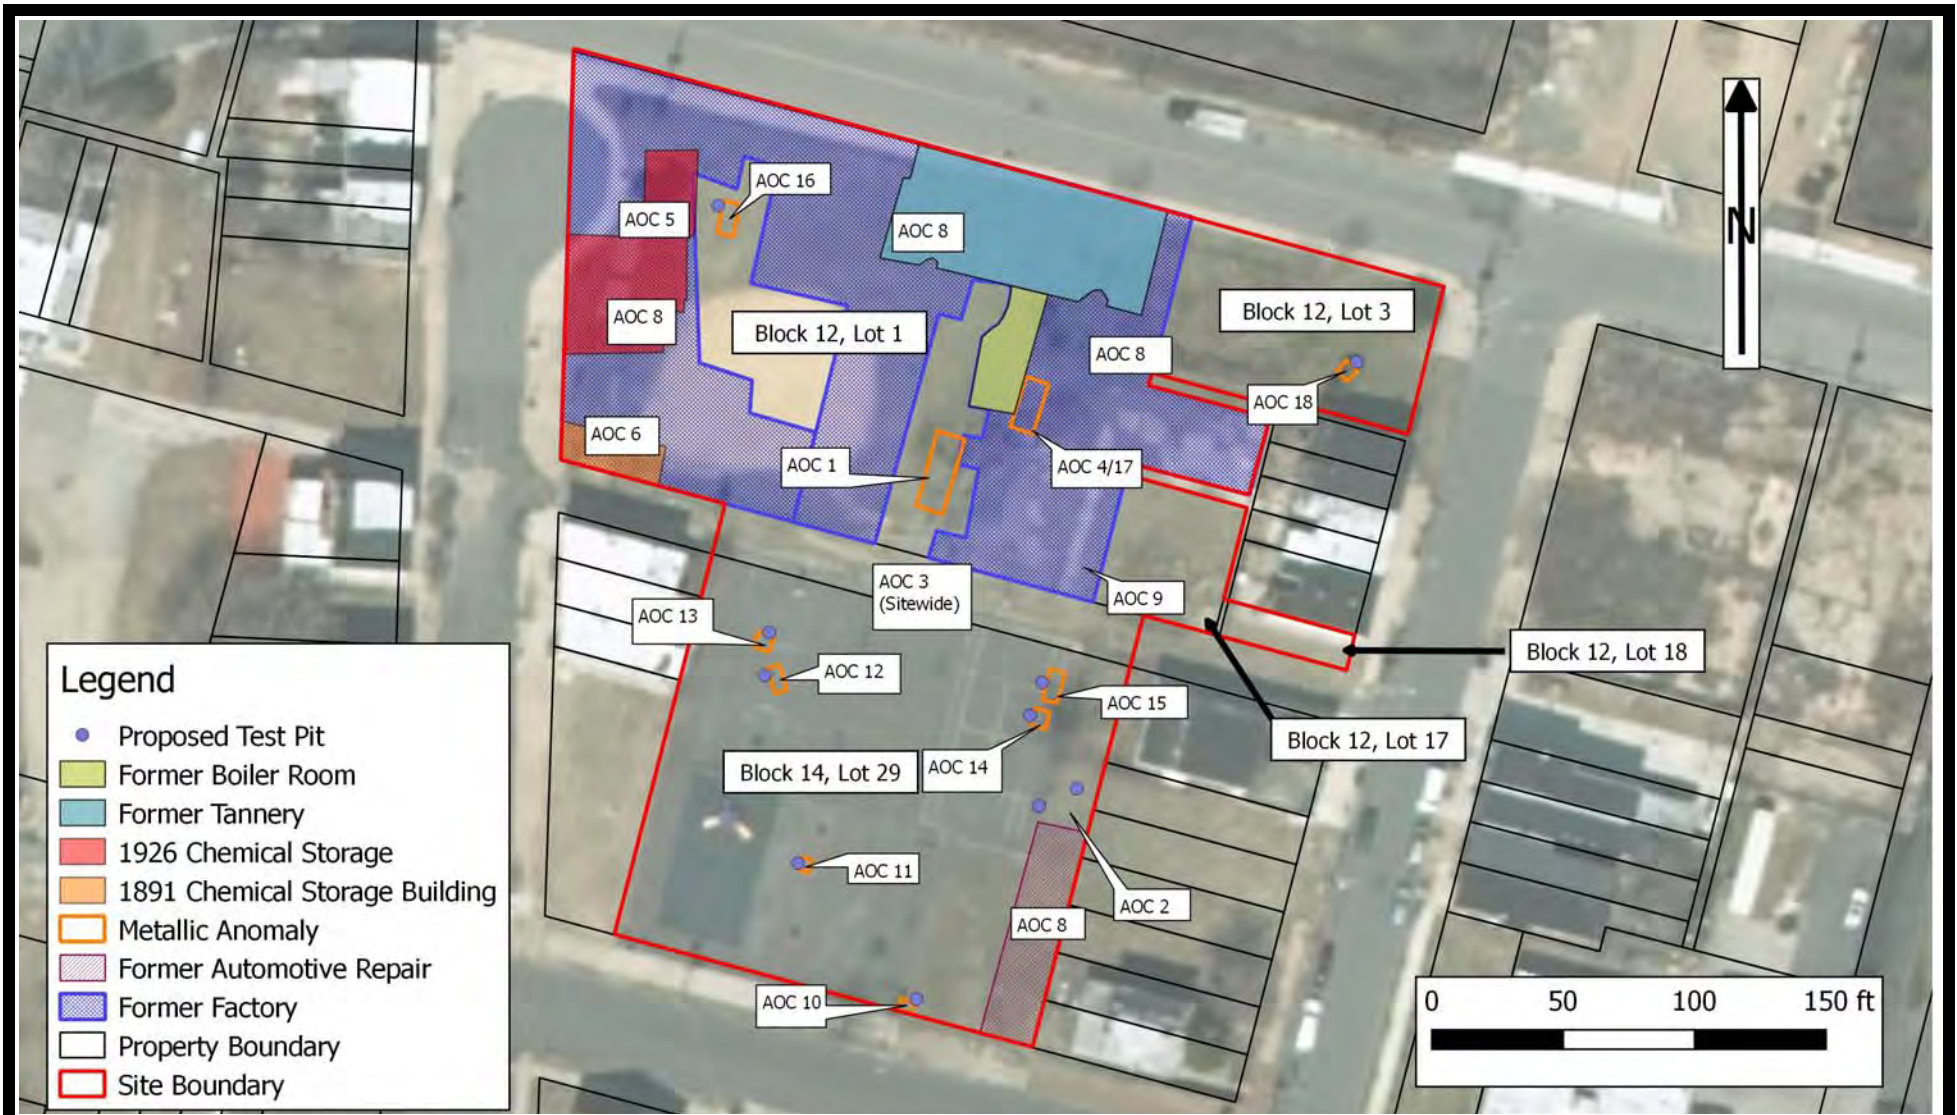 AOC 16
AOC 5
AOC 8
N
Block 12, Lot 3
AOC 8
Block 12, Lot 1
AOC 8
AOC 18
AOC 6
AOC 1
AOC 4/17
AOC 3
(Sitewide)
AOC 9
AOC 13
AOC 12
Block 12, Lot 18
AOC 15
Block 12, Lot 17
Block 14, Lot 29
AOC 14
AOC 11
AOC 2
AOC 8
AOC 10
Legend
Proposed Test Pit
Former Boiler Room
Former Tannery
1926 Chemical Storage
1891 Chemical Storage Building
Metallic Anomaly
Former Automotive Repair
Former Factory
Property Boundary
Site Boundary
0 50 100 150 ft